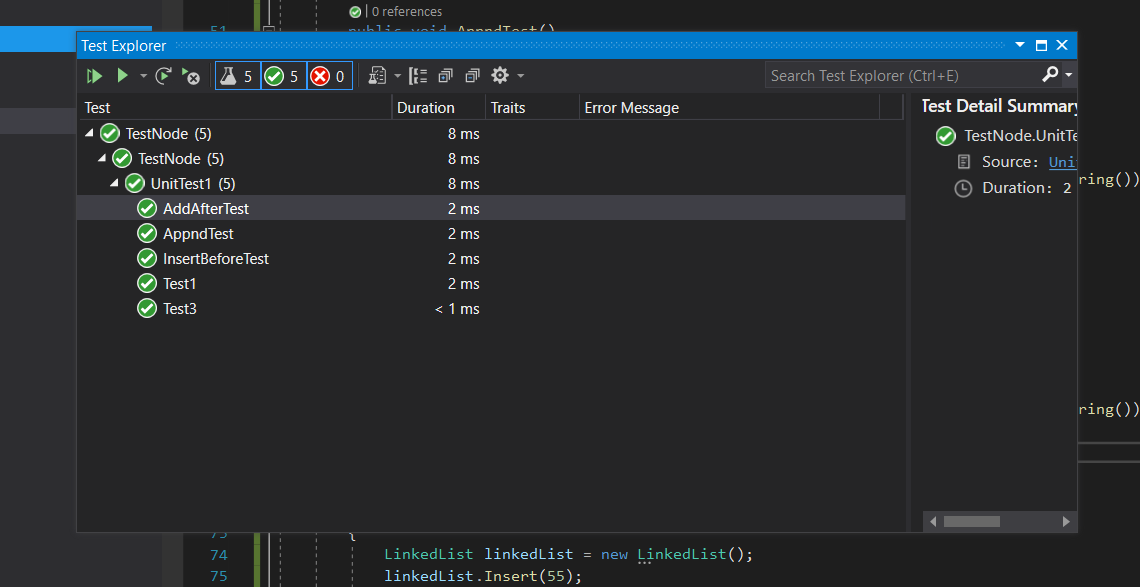 51
0 references
public void AppndTest()
Test Explorer
5 5 0
Search Test Explorer (Ctrl+E)
Test Duration Traits Error Message
TestNode (5) 8 ms
TestNode (5) 8 ms
UnitTest1 (5) 8 ms
AddAfterTest 2 ms
AppndTest 2 ms
InsertBeforeTest 2 ms
Test1 2 ms
Test3 < 1 ms
Test Detail Summary
TestNode.UnitTe
Source: Uni
Duration: 2
ring())
ring())
73 {
74 LinkedList linkedList = new LinkedList();
75 linkedList.Insert(55);